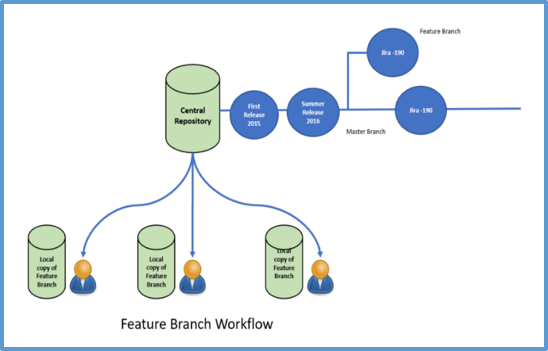 Feature Branch
Jira -190
Central
Repository
First
Release
2015
Summer
Release
2016
Jira -190
Master Branch
Local
copy of
Feature
Branch
Local
copy of
Feature
Branch
Local
copy of
Feature
Branch
Feature Branch Workflow